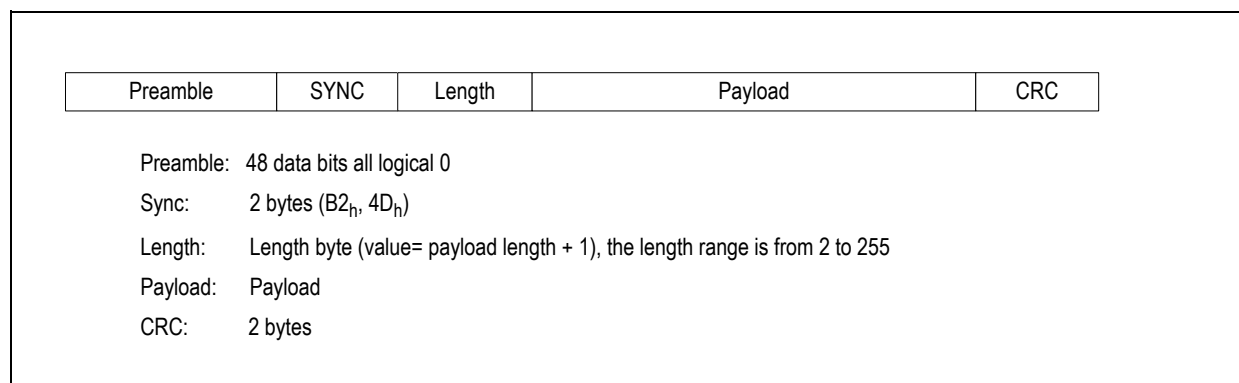 Preamble SYNC Length Payload CRC
Preamble: 48 data bits all logical 0
Sync: 2 bytes (B2h, 4Dh)
Length: Length byte (value= payload length + 1), the length range is from 2 to 255
Payload: Payload
CRC: 2 bytes